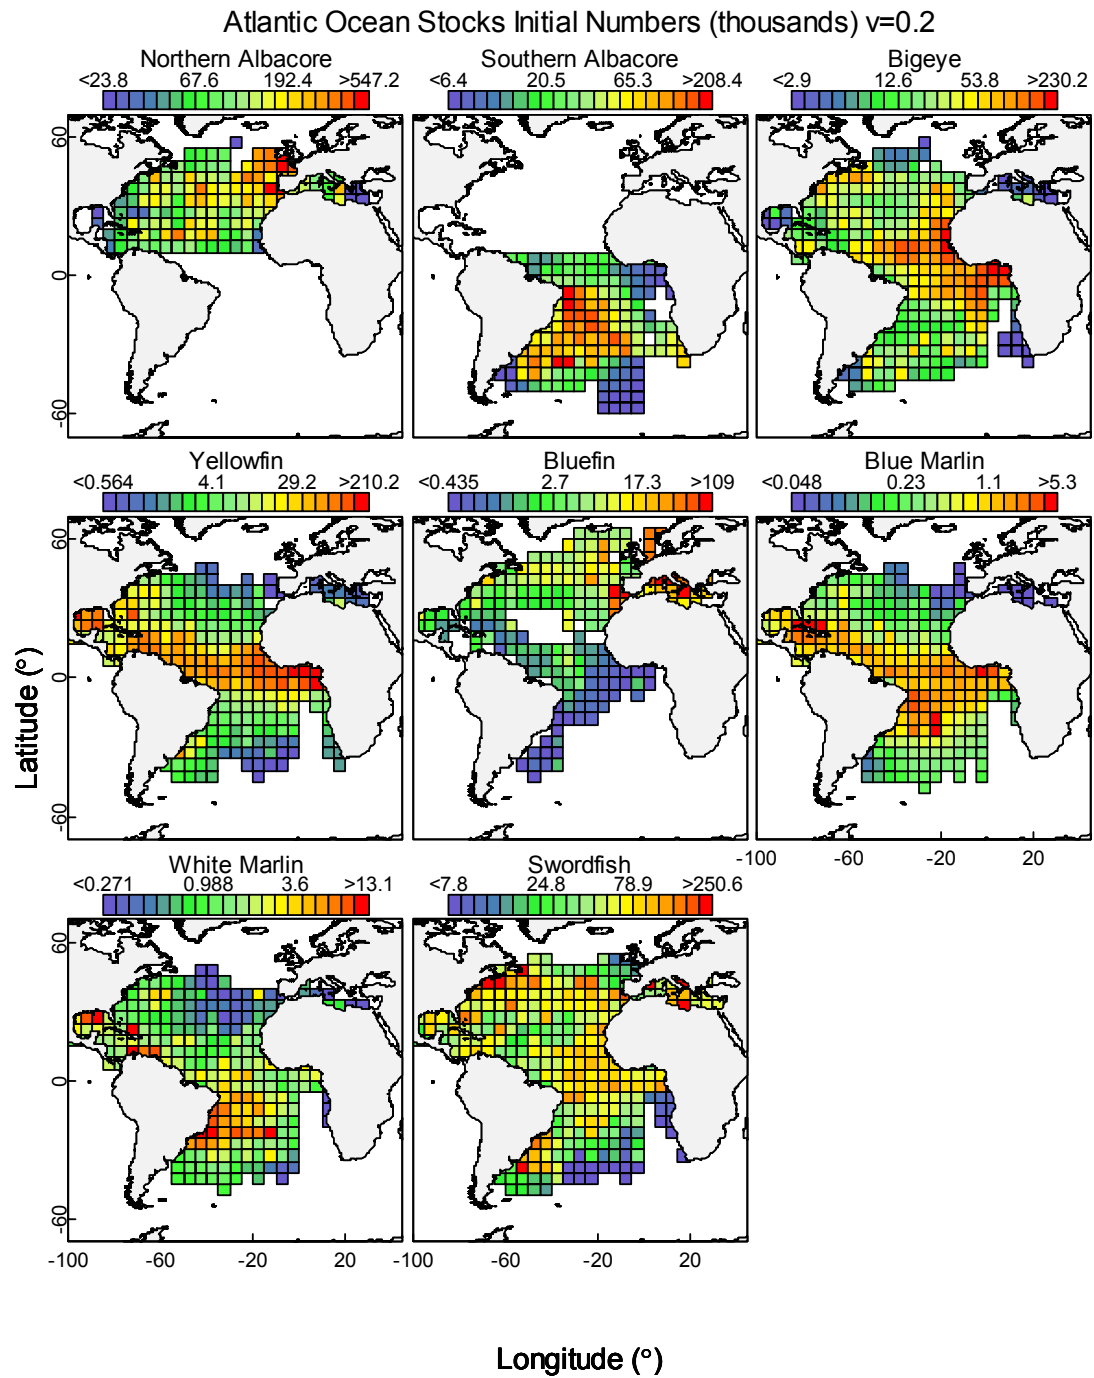 Atlantic Ocean Stocks Initial Numbers (thousands) v=0.2
Northern Albacore
<23.8 67.6 192.4 >547.2
Southern Albacore
<6.4 20.5 65.3 >208.4
Bigeye
<2.9 12.6 53.8 >230.2
60
0
-60
Yellowfin
<0.564 4.1 29.2 >210.2
Bluefin
<0.435 2.7 17.3 >109
Blue Marlin
<0.048 0.23 1.1 >5.3
60
0
-60
-100 -60 -20 20
White Marlin
<0.271 0.988 3.6 >13.1
Swordfish
<7.8 24.8 78.9 >250.6
60
0
-60
-100 -60 -20 20
-100 -60 -20 20
Latitude (°)
Longitude (°)